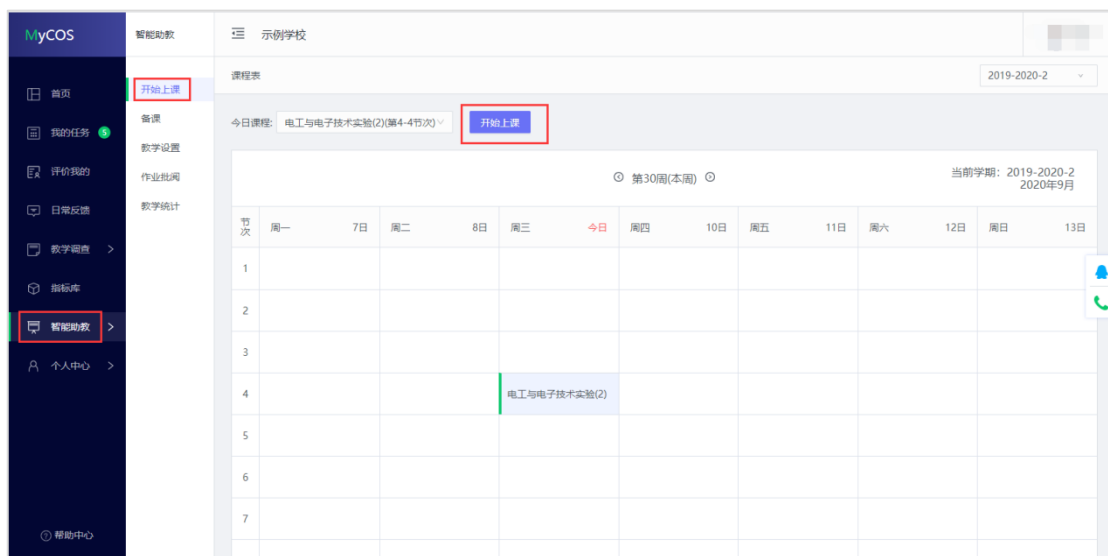 MyCOS
智能助教
示例学校
首页
我的任务 5
评价我的
日常反馈
教学调查
指标库
智能助教
个人中心
帮助中心
开始上课
备课
教学设置
作业批阅
教学统计
课程表
2019-2020-2
今日课程: 电工与电子技术实验(2)(第4-4节次)
开始上课
第30周(本周)
当前学期: 2019-2020-2
2020年9月
节次 周一 7日 周二 8日 周三 今日 周四 10日 周五 11日 周六 12日 周日 13日
1
2
3
4 电工与电子技术实验(2)
5
6
7